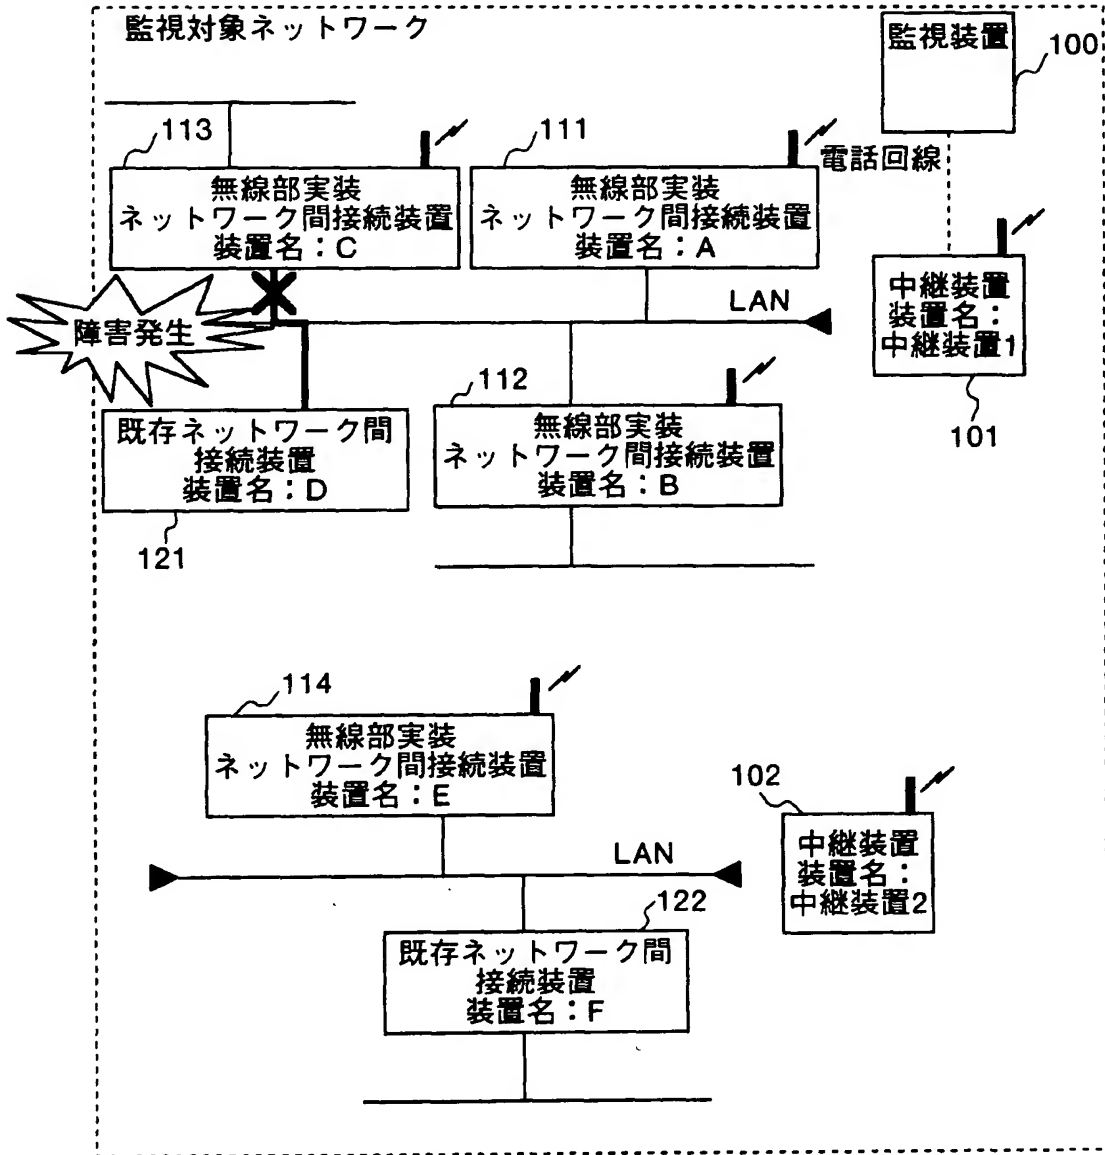 監視対象ネットワーク
監視装置
100
電話回線
113
無線部実装
ネットワーク間接続装置
装置名：C
111
無線部実装
ネットワーク間接続装置
装置名：A
中継装置
装置名：
中継装置1
101
障害発生
LAN
既存ネットワーク間
接続装置
装置名：D
121
112
無線部実装
ネットワーク間接続装置
装置名：B
114
無線部実装
ネットワーク間接続装置
装置名：E
102
中継装置
装置名：
中継装置2
LAN
122
既存ネットワーク間
接続装置
装置名：F